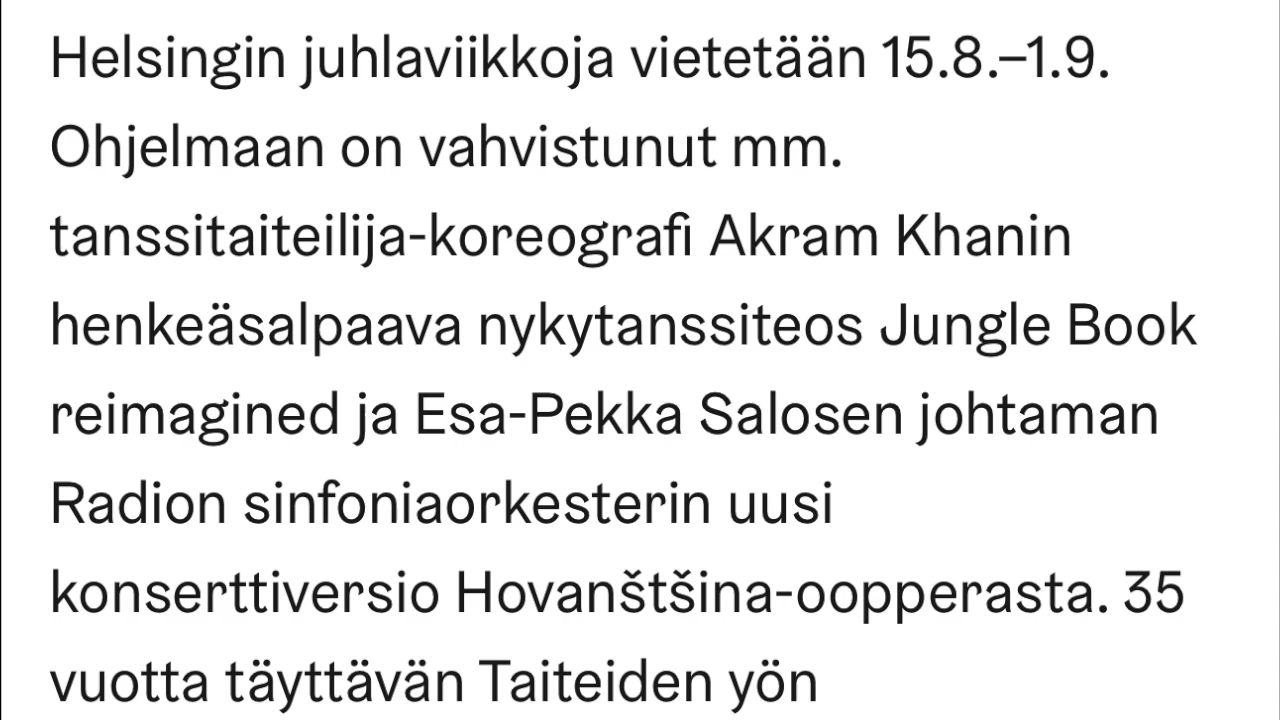 Helsingin juhlaviikkoja vietetään 15.8.–1.9.
Ohjelmaan on vahvistunut mm.
tanssitaiteilija-koreografi Akram Khanin
henkeäsalpaava nykytanssiteos Jungle Book
reimagined ja Esa-Pekka Salosen johtaman
Radion sinfoniaorkesterin uusi
konserttiversio Hovanštšina-oopperasta. 35
vuotta täyttävän Taiteiden yön